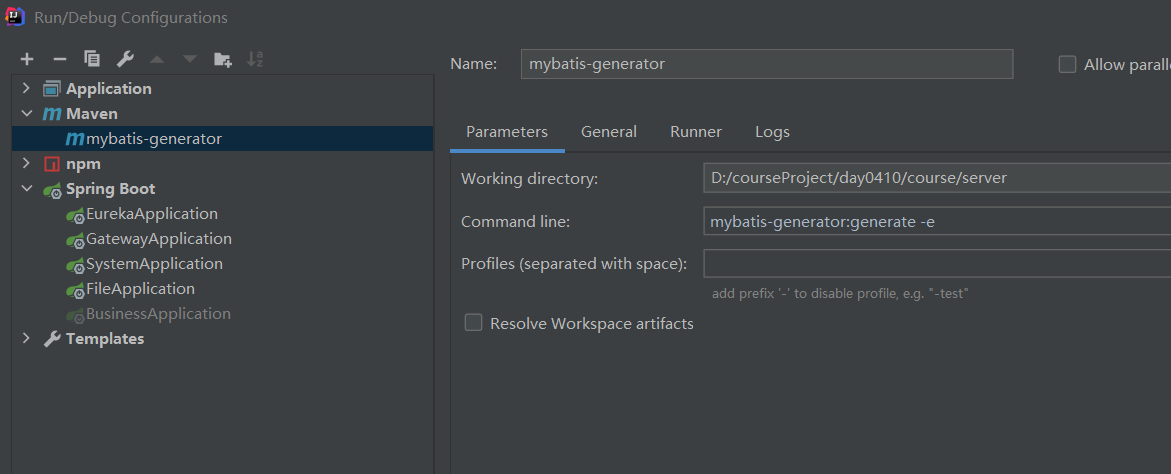 Run/Debug Configurations
Application
Maven
mybatis-generator
npm
Spring Boot
EurekaApplication
GatewayApplication
SystemApplication
FileApplication
BusinessApplication
Templates
Name: mybatis-generator Allow paralle
Parameters General Runner Logs
Working directory: D:/courseProject/day0410/course/server
Command line: mybatis-generator:generate -e
Profiles (separated with space):
add prefix '-' to disable profile, e.g. "-test"
Resolve Workspace artifacts